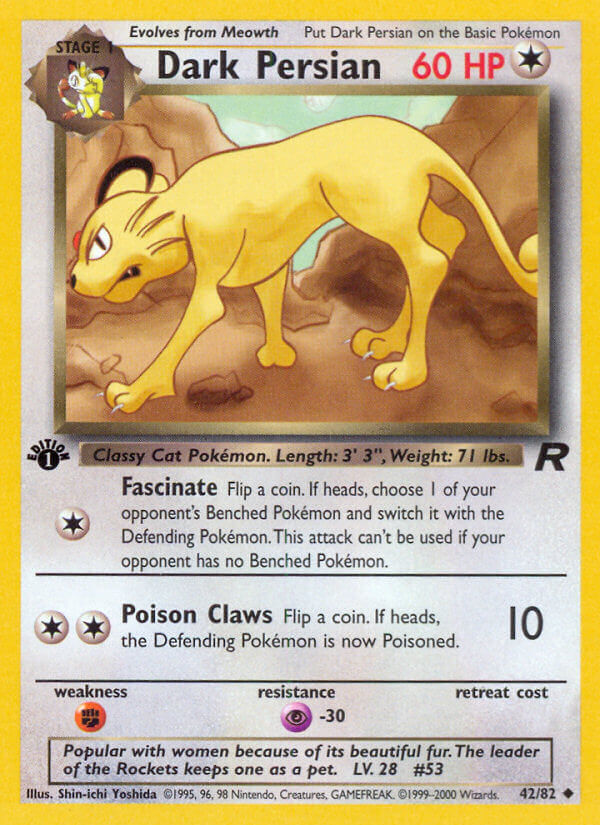 Evolves from Meowth Put Dark Persian on the Basic Pokémon
STAGE 1
Dark Persian 60 HP
EDITION
1
Classy Cat Pokémon. Length: 3' 3", Weight: 71 lbs.
R
Fascinate Flip a coin. If heads, choose 1 of your
opponent's Benched Pokémon and switch it with the
Defending Pokémon. This attack can't be used if your
opponent has no Benched Pokémon.
Poison Claws Flip a coin. If heads,
the Defending Pokémon is now Poisoned.
10
weakness resistance retreat cost
-30
Popular with women because of its beautiful fur. The leader
of the Rockets keeps one as a pet. LV. 28 #53
Illus. Shin-ichi Yoshida ©1995, 96, 98 Nintendo, Creatures, GAMEFREAK. ©1999-2000 Wizards. 42/82